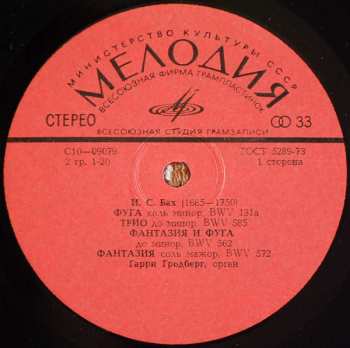 МИНИСТЕРСТВО КУЛЬТУРЫ СССР
МЕЛОДИЯ
ВСЕСОЮЗНАЯ ФИРМА ГРАМПЛАСТИНОК
СТЕРЕО
33
ВСЕСОЮЗНАЯ СТУДИЯ ГРАМЗАПИСИ
С10—09079
ГОСТ 5289-73
2 гр. 1-20
1 сторона
И. С. Бах (1685—1750)
ФУГА соль минор, BWV 131a
ТРИО до минор, BWV 585
ФАНТАЗИЯ И ФУГА
до минор, BWV 562
ФАНТАЗИЯ соль мажор, BWV 572
Гарри Гродберг, орган